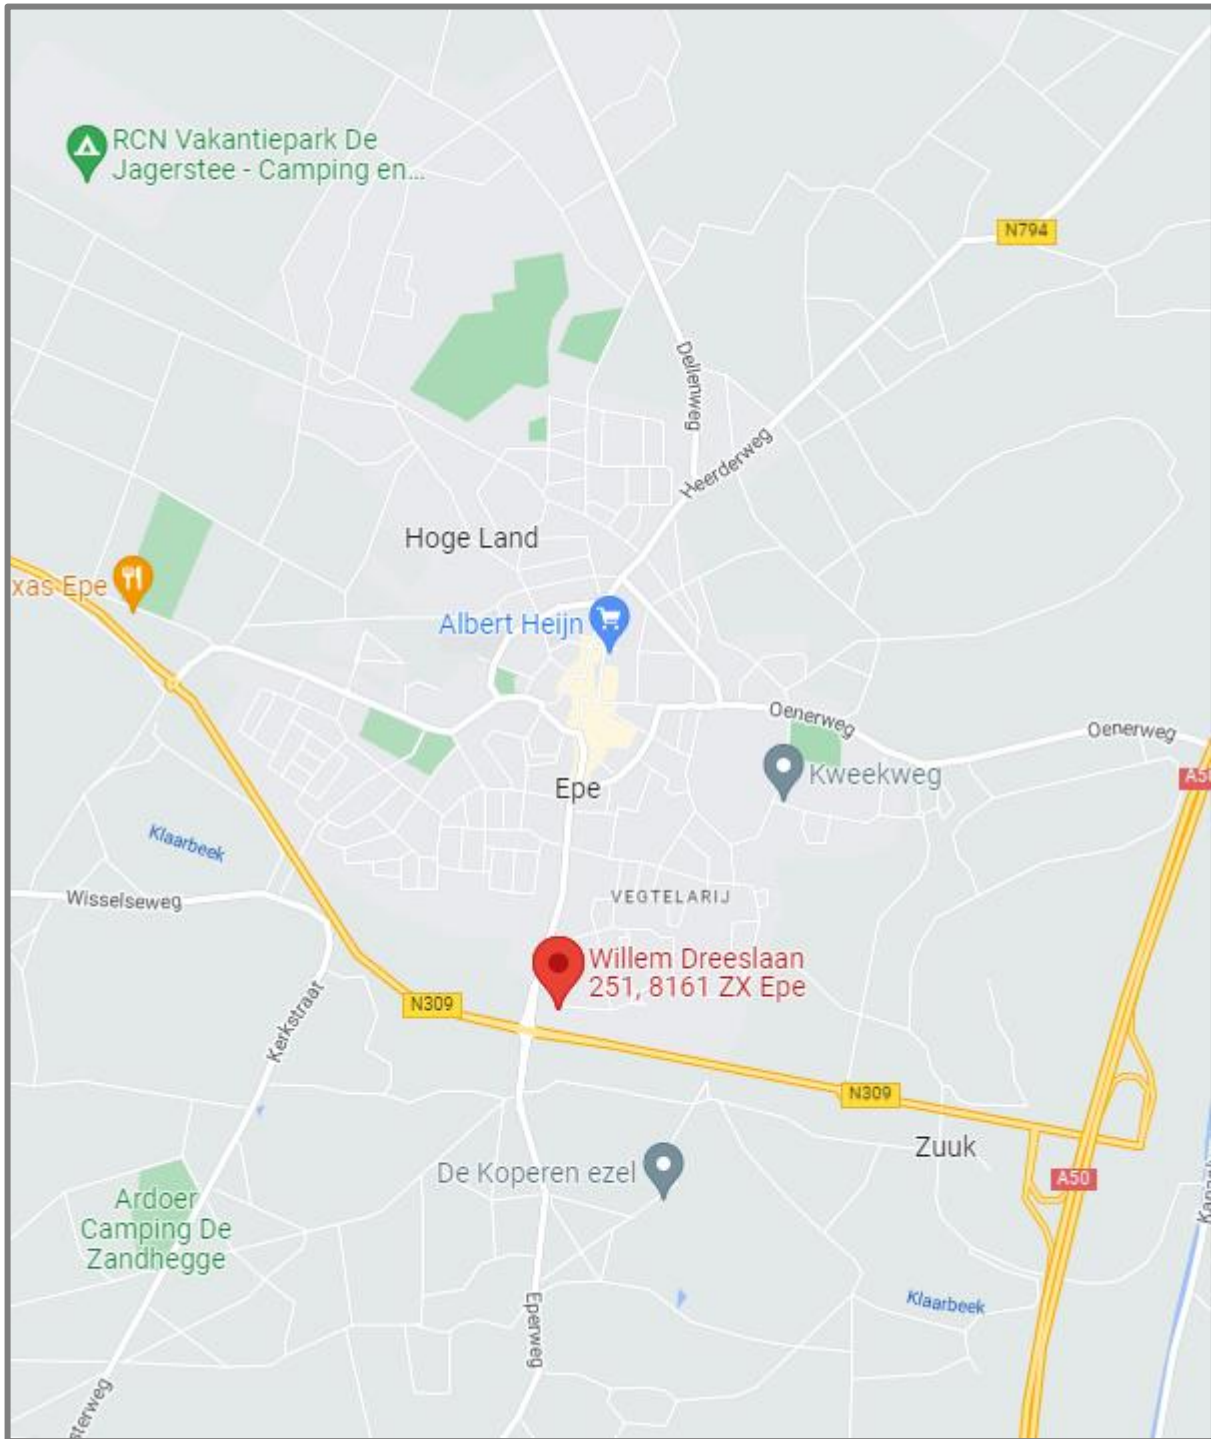 RCN Vakantiepark De
Jagerstee - Camping en...
N794
Dellenweg
Heerderweg
Hoge Land
xas Epe
Albert Heijn
Oenerweg
Oenerweg
A50
Kweekweg
Epe
Klaarbeek
Wisselseweg
VEGTELARIJ
Willem Dreeslaan
251, 8161 ZX Epe
N309
Kerkstraat
N309
Zuuk
De Koperen ezel
A50
Ardoer
Camping De
Zandhegge
Klaarbeek
Eperweg
sterweg